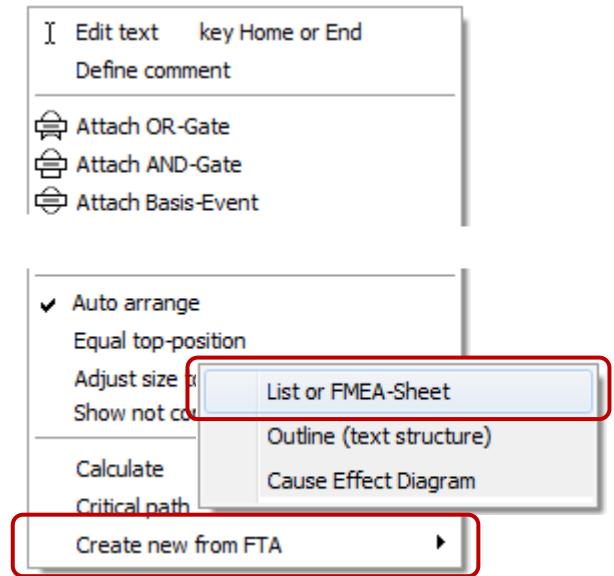 Edit text key Home or End
Define comment
Attach OR-Gate
Attach AND-Gate
Attach Basis-Event
Auto arrange
Equal top-position
Adjust size
Show not
Calculate
Critical path
Create new from FTA
List or FMEA-Sheet
Outline (text structure)
Cause Effect Diagram